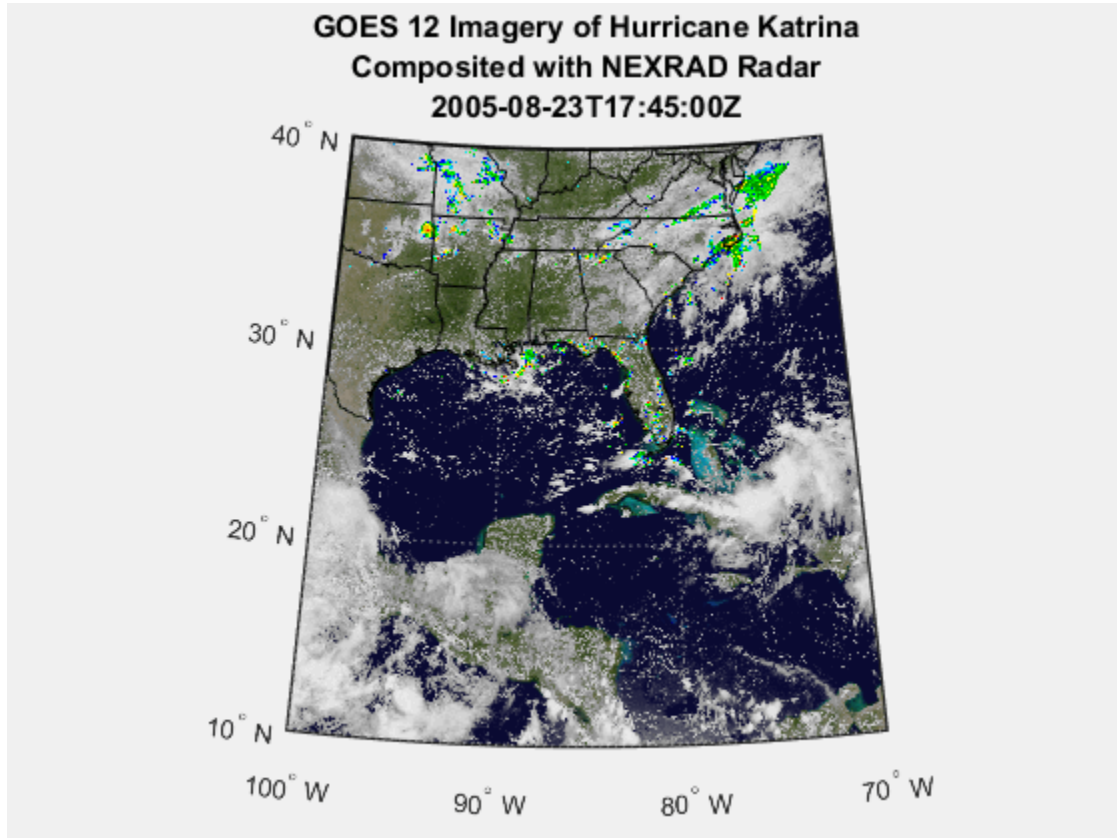 GOES 12 Imagery of Hurricane Katrina
Composited with NEXRAD Radar
2005-08-23T17:45:00Z
40° N
30° N
20° N
10° N
100° W
90° W
80° W
70° W